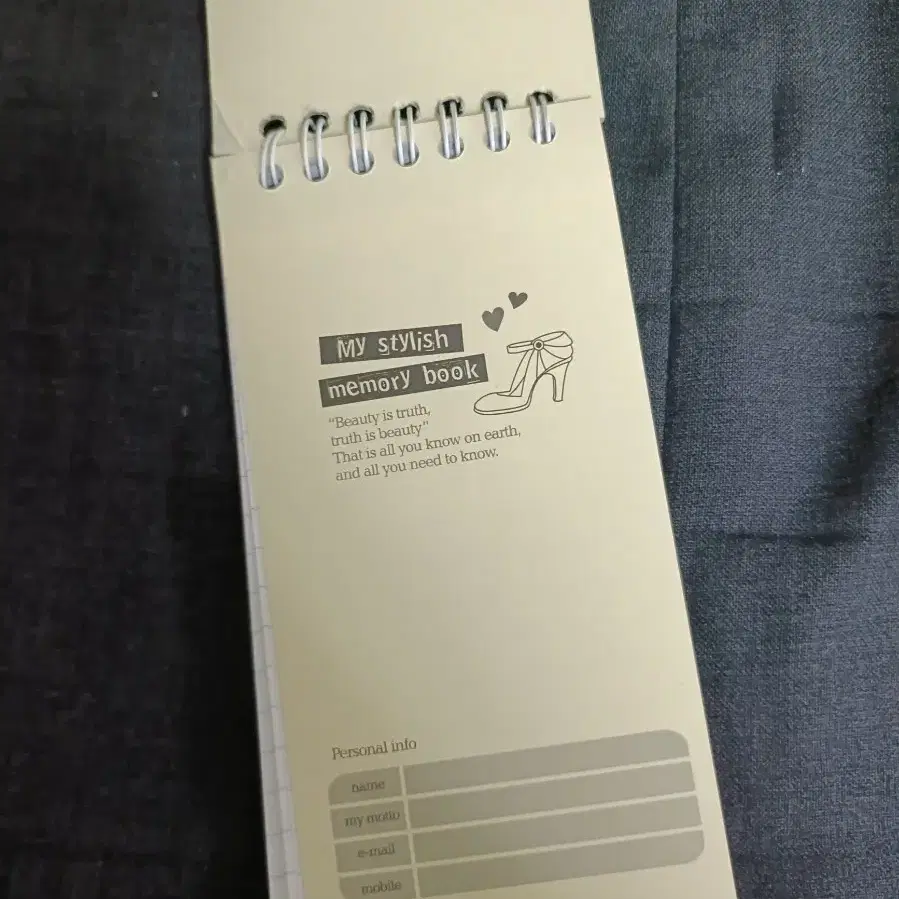 My stylish
memory book
"Beauty is truth,
truth is beauty"
That is all you know on earth,
and all you need to know.
Personal info
name
my motto
e-mail
mobile